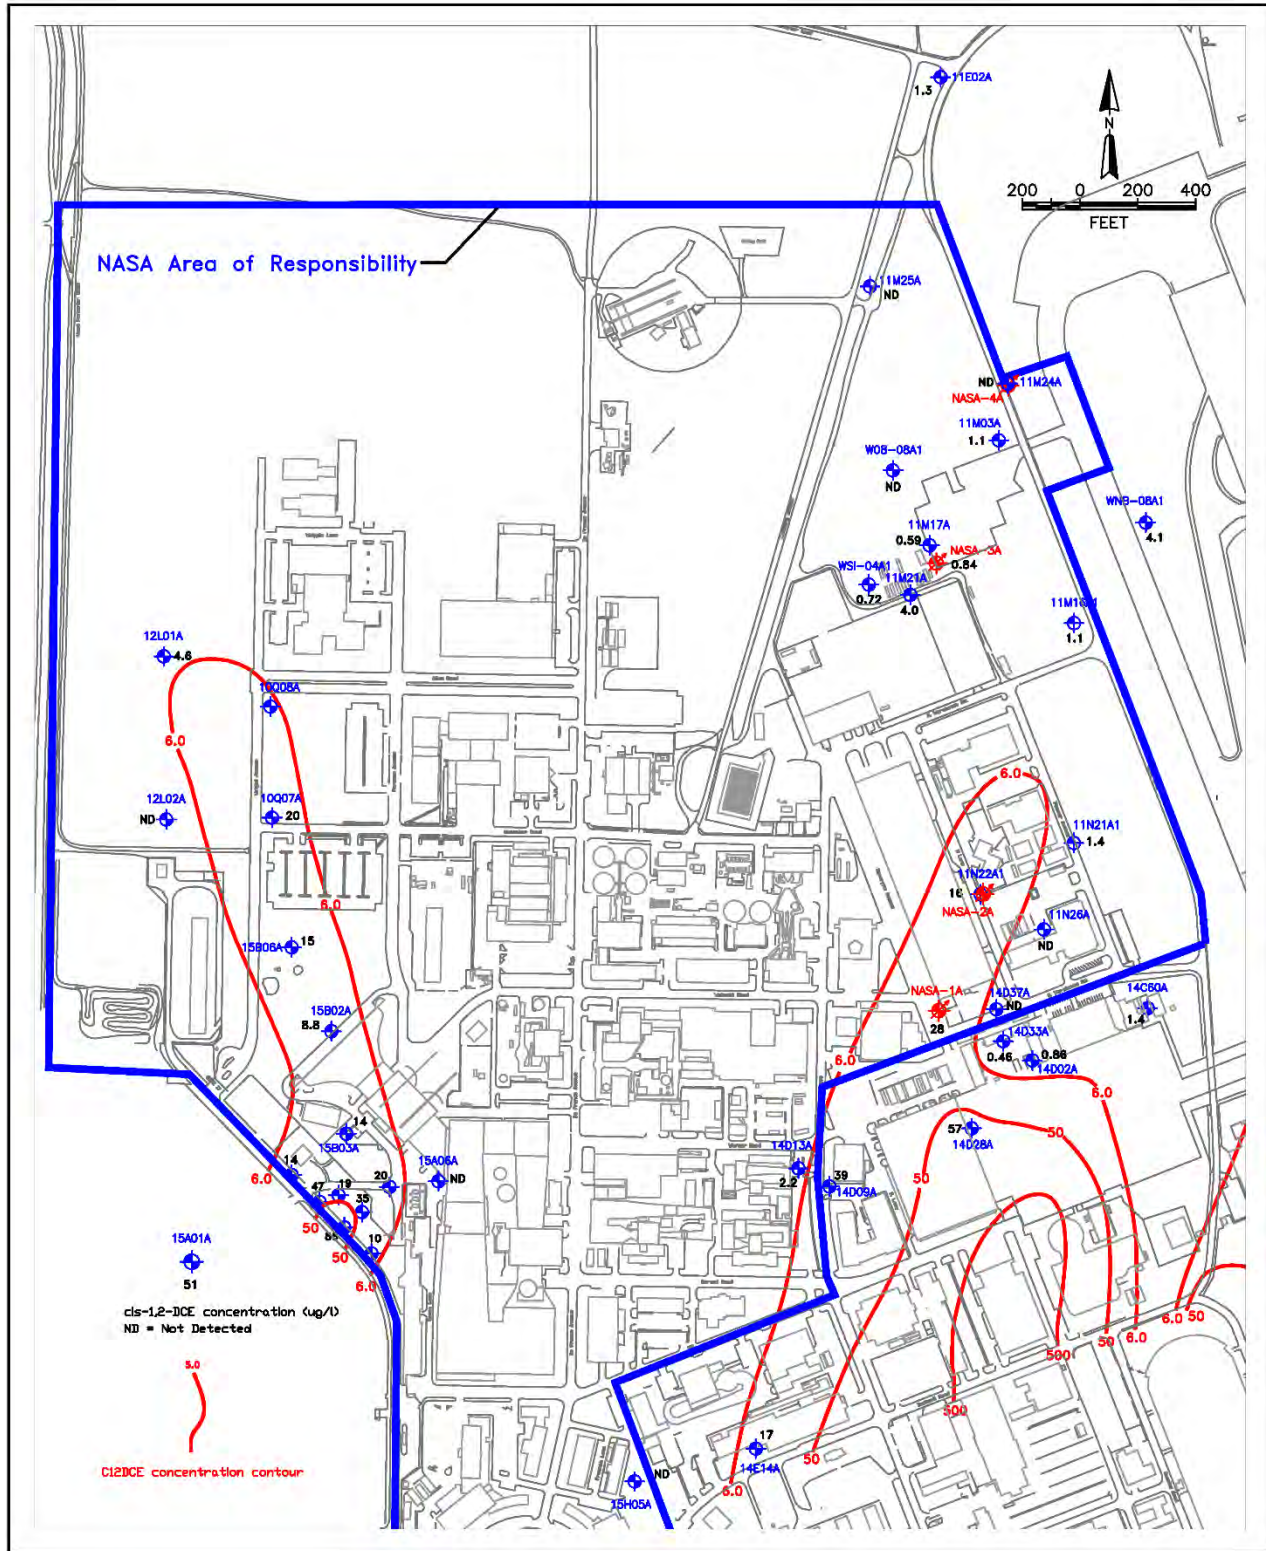 11E02A
1.3
N
200 0 200 400
FEET
NASA Area of Responsibility
11M25A
ND
ND
11M24A
NASA-4A
11M03A
1.1
W08-08A1
ND
WN9-08A1
4.1
11M17A
0.59
NASA-3A
0.84
WSI-04A1
0.72
11M21A
4.0
1.1
12L01A
4.6
10Q08A
6.0
6.0
12L02A
ND
10Q07A
20
11N21A1
1.4
11N22A1
16
NASA-2A
6.0
11N26A
ND
15B06A
15
NASA-1A
28
14D37A
ND
14C60A
1.4
15B02A
8.8
14D33A
0.46
0.86
14D02A
6.0
6.0
14
15B03A
57
14D28A
50
14
6.0
15A06A
ND
20
14D13A
2.2
39
14D09A
50
47
19
35
50
50
10
6.0
15A01A
51
cis-1,2-DCE concentration (ug/l)
ND = Not Detected
6.0
50
50
6.0
500
5.0
500
C12DCE concentration contour
17
14E14A
50
ND
15H05A
6.0